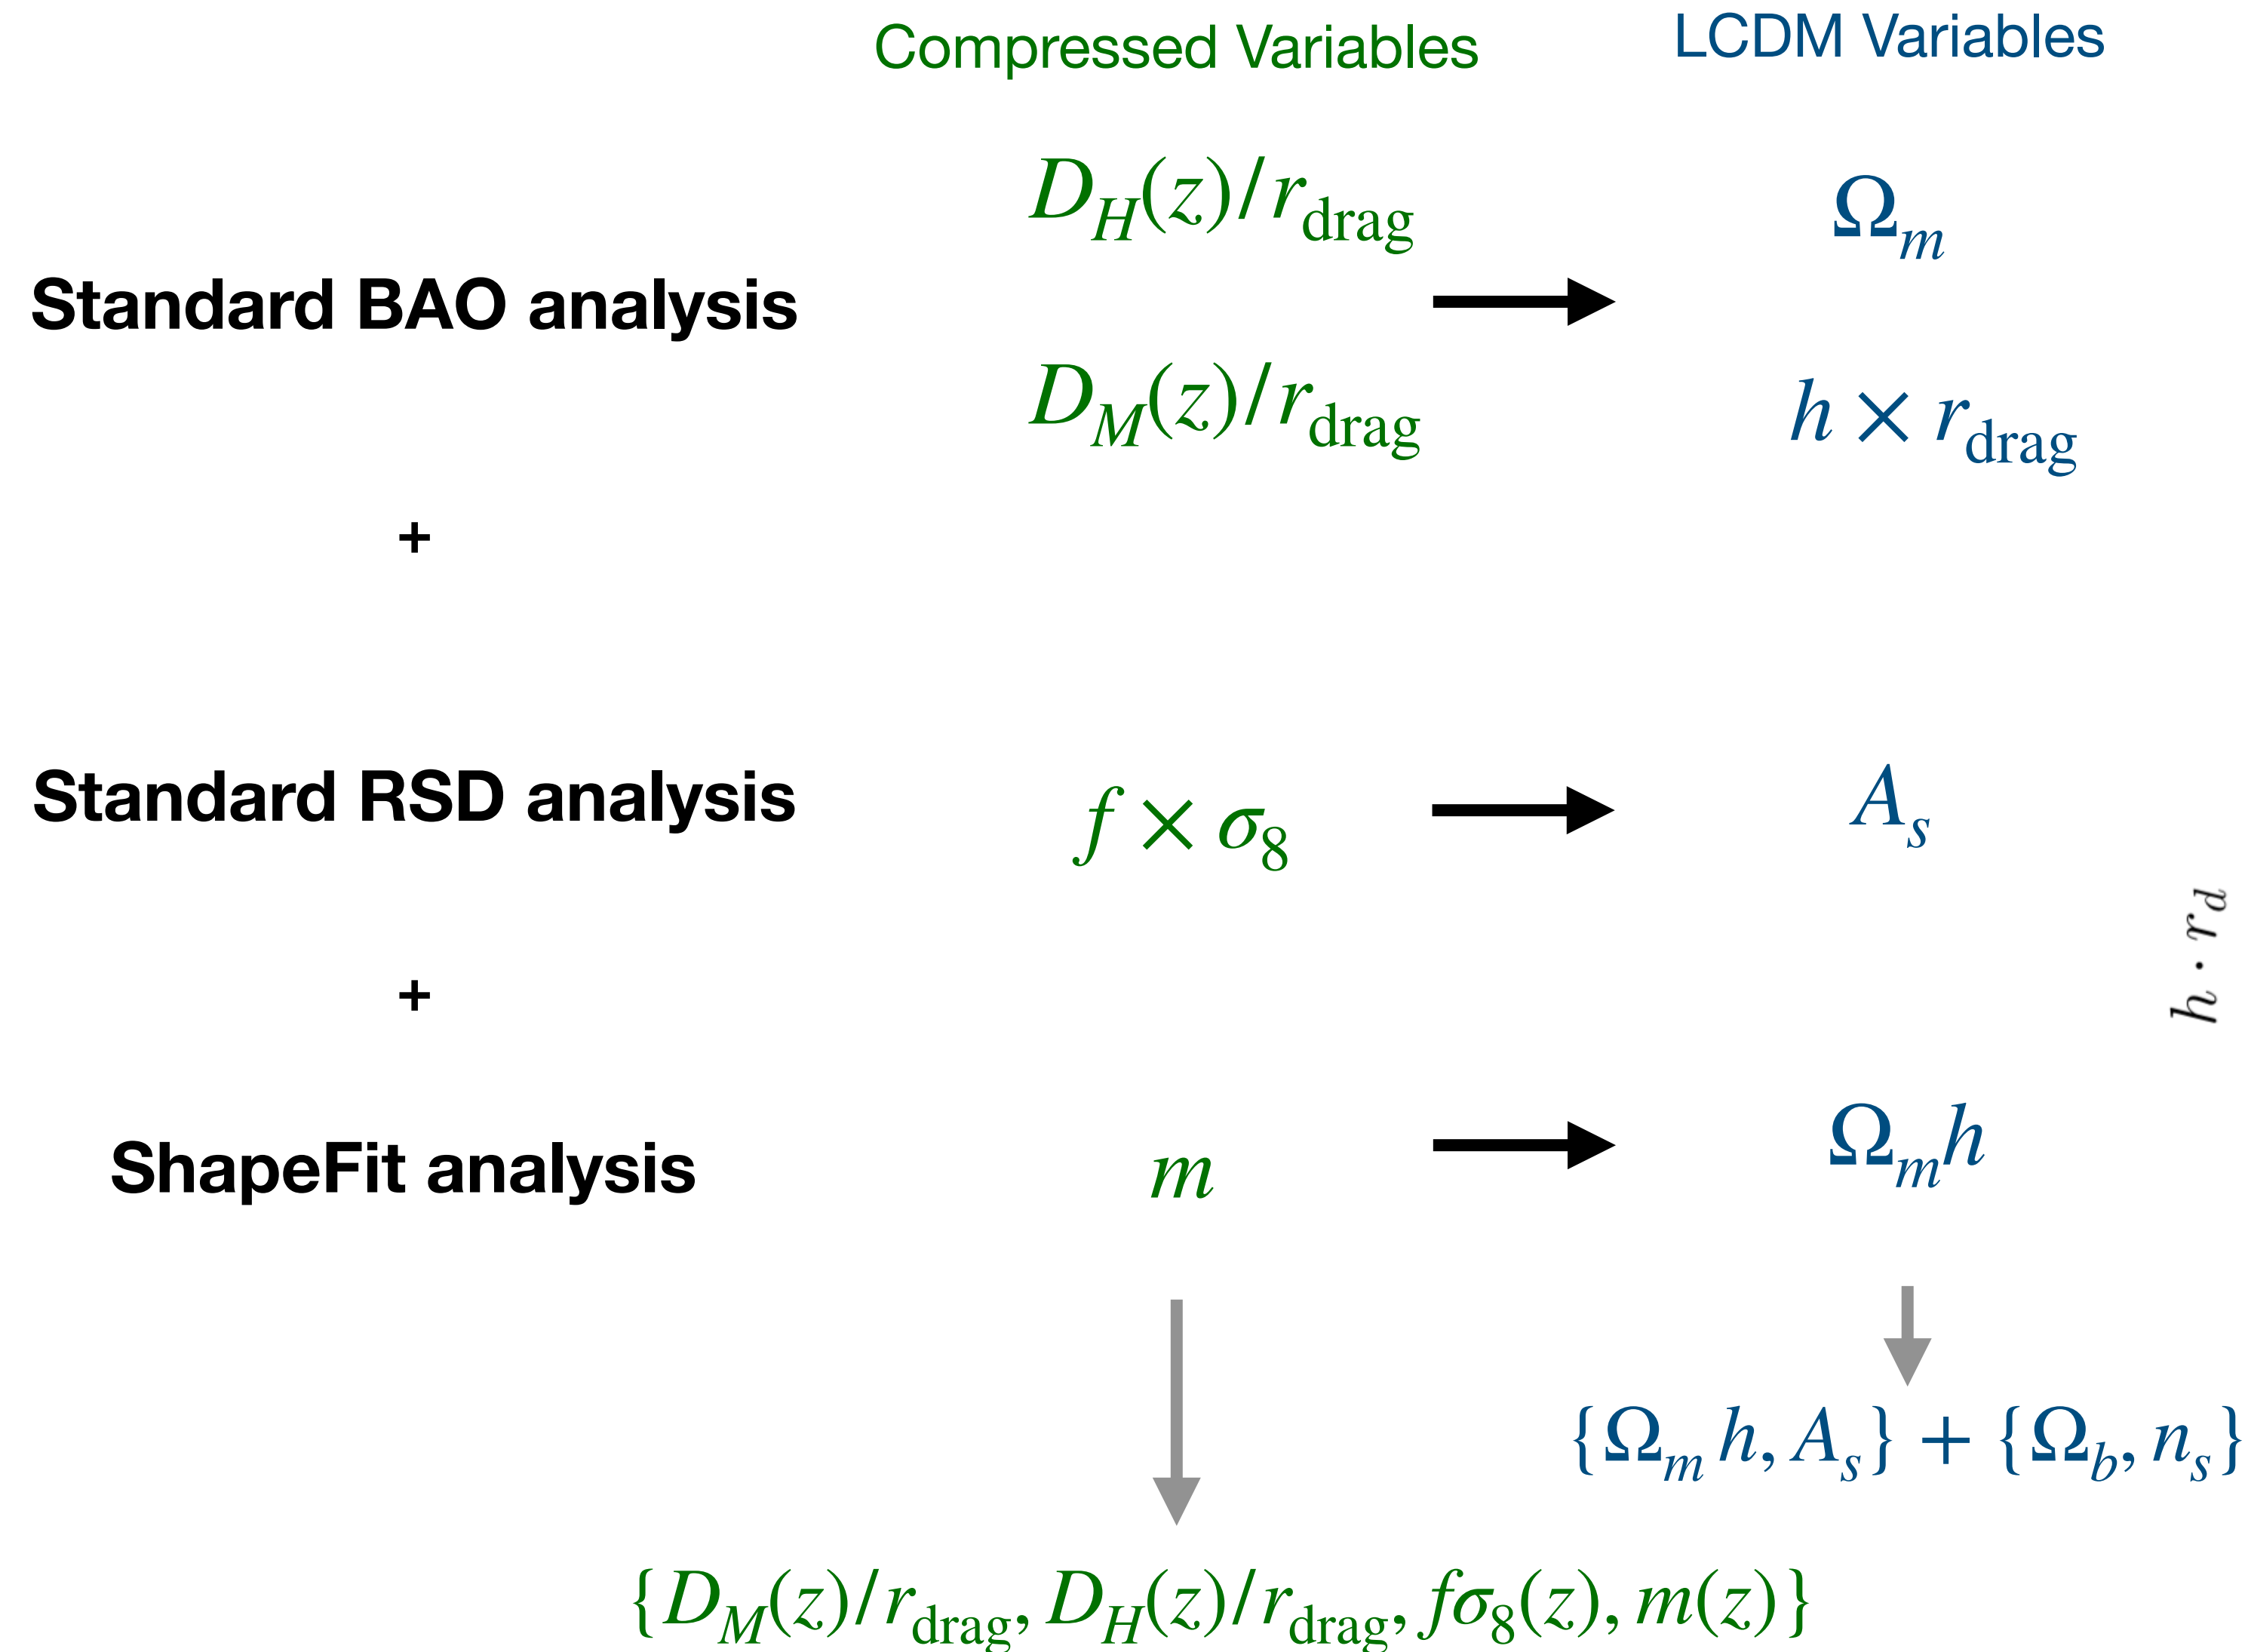 Compressed Variables
LCDM Variables
D_H(z)/r_drag
Ω_m
Standard BAO analysis
D_M(z)/r_drag
h × r_drag
+
Standard RSD analysis
f × σ_8
A_s
h · r_d
+
ShapeFit analysis
m
Ω_m h
{Ω_m h, A_s} + {Ω_b, n_s}
{D_M(z)/r_drag, D_H(z)/r_drag, fσ_8(z), m(z)}